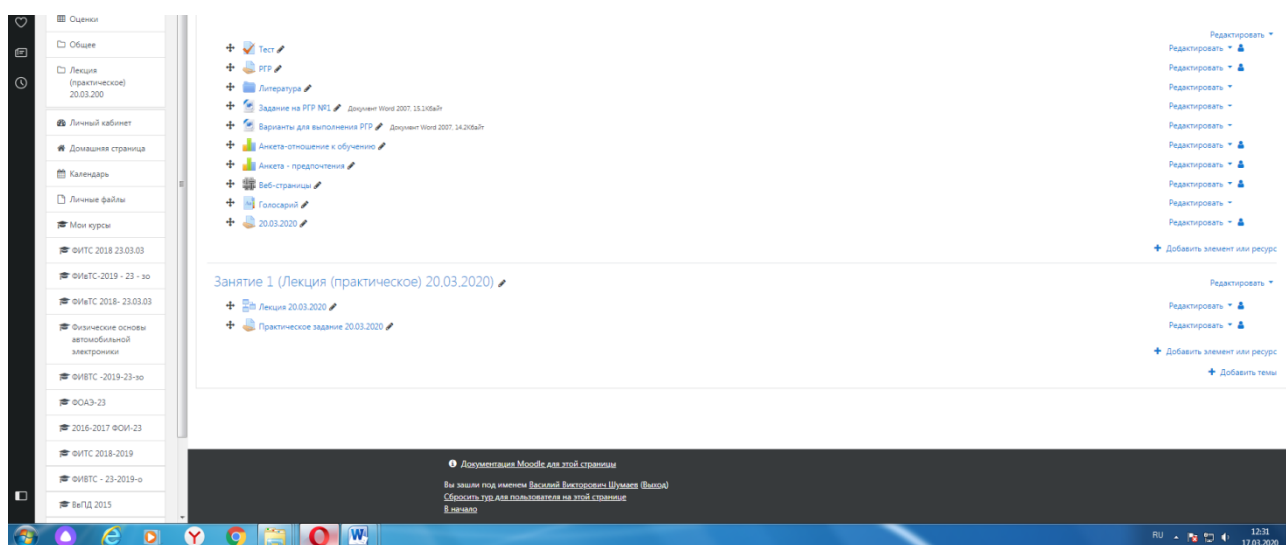 Оценки
Общее
Лекция
(практическое)
20.03.200
Личный кабинет
Домашняя страница
Календарь
Личные файлы
Мои курсы
ФИТС 2018 23.03.03
ФИвТС-2019 - 23 - зо
ФИвТС 2018- 23.03.03
Физические основы
автомобильной
электроники
ФИВТС -2019-23-зо
ФОАЭ-23
2016-2017 ФОИ-23
ФИТС 2018-2019
ФИВТС - 23-2019-о
ВвПД 2015
Редактировать
Тест Редактировать
РГР Редактировать
Литература Редактировать
Задание на РГР №1 Документ Word 2007, 15.1Кбайт Редактировать
Варианты для выполнения РГР Документ Word 2007, 14.2Кбайт Редактировать
Анкета-отношение к обучению Редактировать
Анкета - предпочтения Редактировать
Веб-страницы Редактировать
Голосарий Редактировать
20.03.2020 Редактировать
Добавить элемент или ресурс
Занятие 1 (Лекция (практическое) 20.03.2020) Редактировать
Лекция 20.03.2020 Редактировать
Практическое задание 20.03.2020 Редактировать
Добавить элемент или ресурс
Добавить темы
Документация Moodle для этой страницы
Вы зашли под именем Василий Викторович Шумаев (Выход)
Сбросить тур для пользователя на этой странице
В начало
RU 12:31
17.03.2020